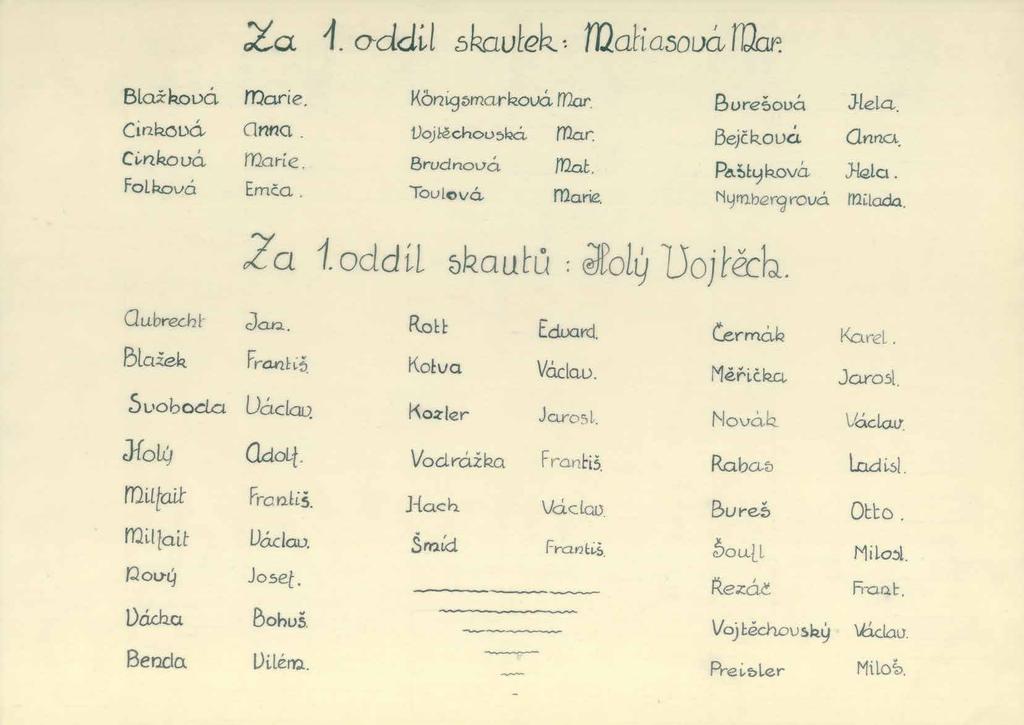 Za 1. oddíl skautek: Matiasová Mar.
Blažková Marie.
Cinková Anna.
Cinková Marie.
Folková Emča.
Königsmarková Mar.
Vojtěchovská Mar.
Brudnová Mat.
Toulová Marie.
Burešová Hela.
Bejčková Anna.
Paštyková Hela.
Nymbergrová Milada.
Za 1. oddíl skautů: Holý Vojtěch.
Aubrecht Jan.
Blažek Františ.
Svoboda Václav.
Holý Adolf.
Milfait Františ.
Milfait Václav.
Nový Josef.
Vácha Bohuš.
Benda Vilém.
Rott Eduard.
Kotva Václav.
Kozler Jarosl.
Vodrážka Františ.
Hach Václav.
Šmíd Františ.
Čermák Karel.
Měřička Jarosl.
Novák Václav.
Rabas Ladisl.
Bureš Otto.
Šoufl Milosl.
Řezáč Frant.
Vojtěchovský Václav.
Preisler Miloš.